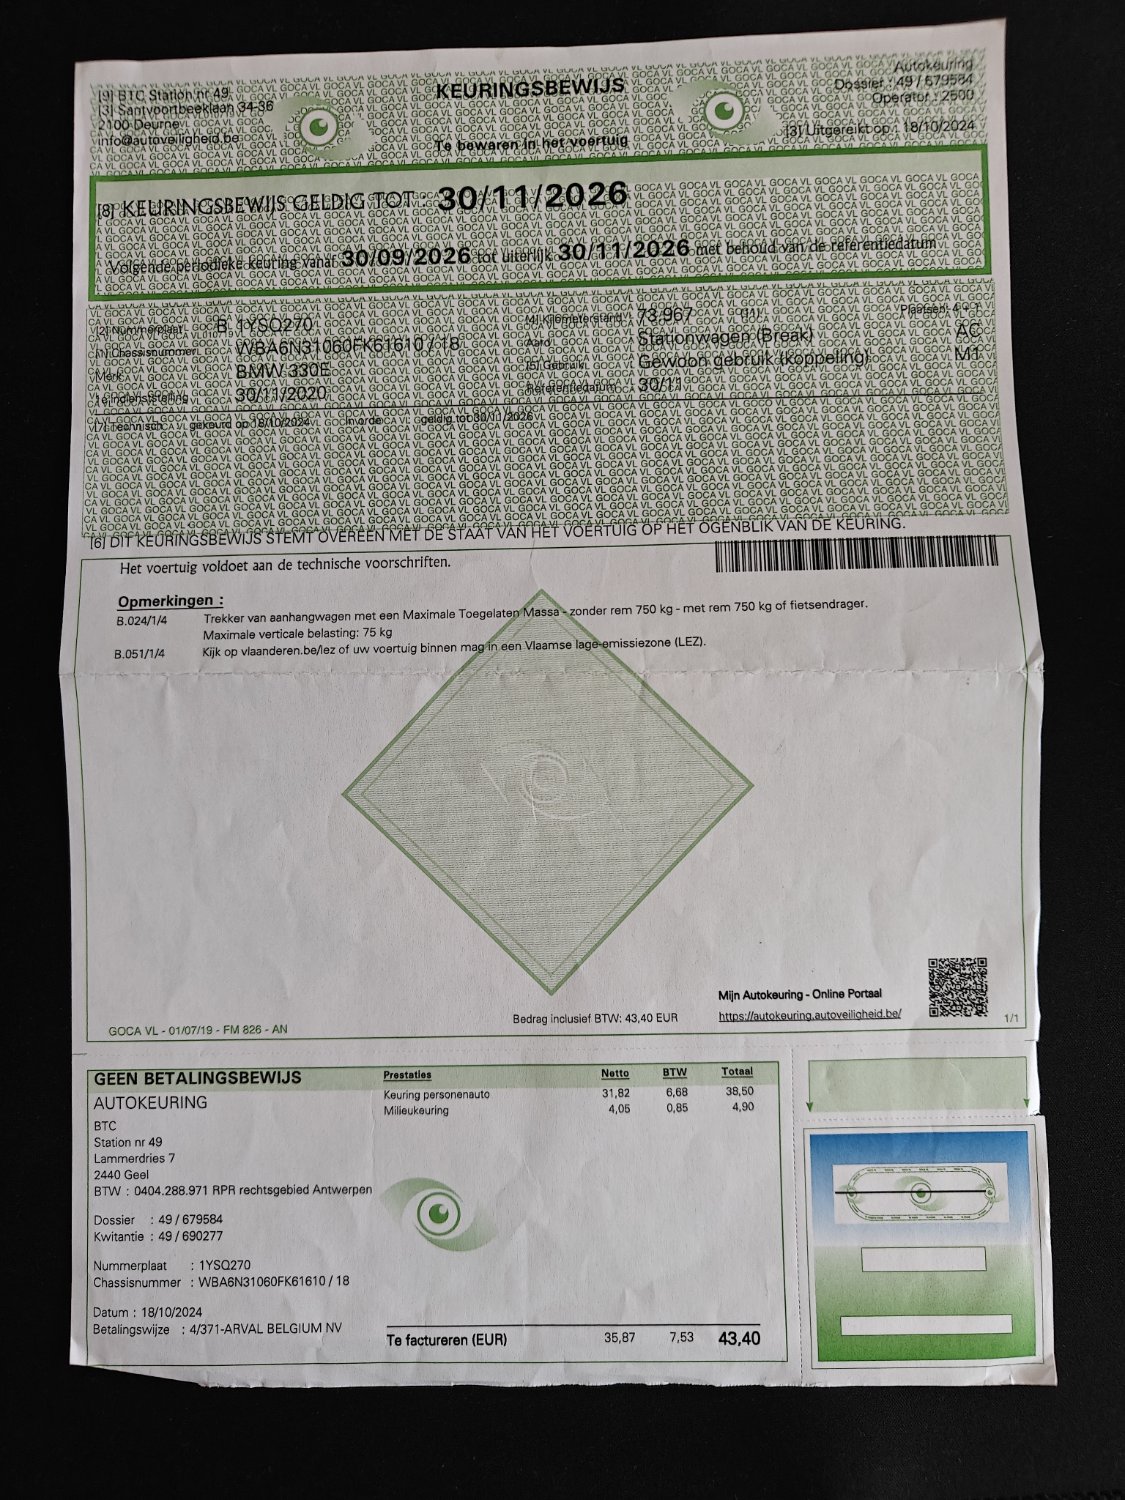 [9] BTC Station nr 49
[3] Santvoortbeeklaan 34-36
2100 Deurne
info@autoveiligheid.be
KEURINGSBEWIJS
Te bewaren in het voertuig
Autokeuring
Dossier : 49 / 679584
Operator : 2500
[3] Uitgereikt op : 18/10/2024
[8] KEURINGSBEWIJS GELDIG TOT : 30/11/2026
Volgende periodieke keuring vanaf 30/09/2026 tot uiterlijk 30/11/2026 met behoud van de referentiedatum
[2] Nummerplaat B 1YSQ270 [4] Kilometerstand 73.967 Plaatsen: 4 + 1
[1] Chassisnummer WBA6N31060FK61610 / 18 Aard Stationwagen (Break) AC
Merk BMW 330E [5] Gebruik Gewoon gebruik (koppeling) M1
1e indienststelling 30/11/2020 Referentiedatum 30/11
[7] Technisch gekeurd op 18/10/2024 In orde geldig tot 30/11/2026
[6] DIT KEURINGSBEWIJS STEMT OVEREEN MET DE STAAT VAN HET VOERTUIG OP HET OGENBLIK VAN DE KEURING.
Het voertuig voldoet aan de technische voorschriften.
Opmerkingen :
B.024/1/4 Trekker van aanhangwagen met een Maximale Toegelaten Massa - zonder rem 750 kg - met rem 750 kg of fietsendrager.
Maximale verticale belasting: 75 kg
B.051/1/4 Kijk op vlaanderen.be/lez of uw voertuig binnen mag in een Vlaamse lage-emissiezone (LEZ).
Mijn Autokeuring - Online Portaal
https://autokeuring.autoveiligheid.be/
Bedrag inclusief BTW: 43,40 EUR
GOCA VL - 01/07/19 - FM 826 - AN
1/1
GEEN BETALINGSBEWIJS
AUTOKEURING
BTC
Station nr 49
Lammerdries 7
2440 Geel
BTW : 0404.288.971 RPR rechtsgebied Antwerpen
Dossier : 49 / 679584
Kwitantie : 49 / 690277
Nummerplaat : 1YSQ270
Chassisnummer : WBA6N31060FK61610 / 18
Datum : 18/10/2024
Betalingswijze : 4/371-ARVAL BELGIUM NV
Prestaties Netto BTW Totaal
Keuring personenauto 31,82 6,68 38,50
Milieukeuring 4,05 0,85 4,90
Te factureren (EUR) 35,87 7,53 43,40